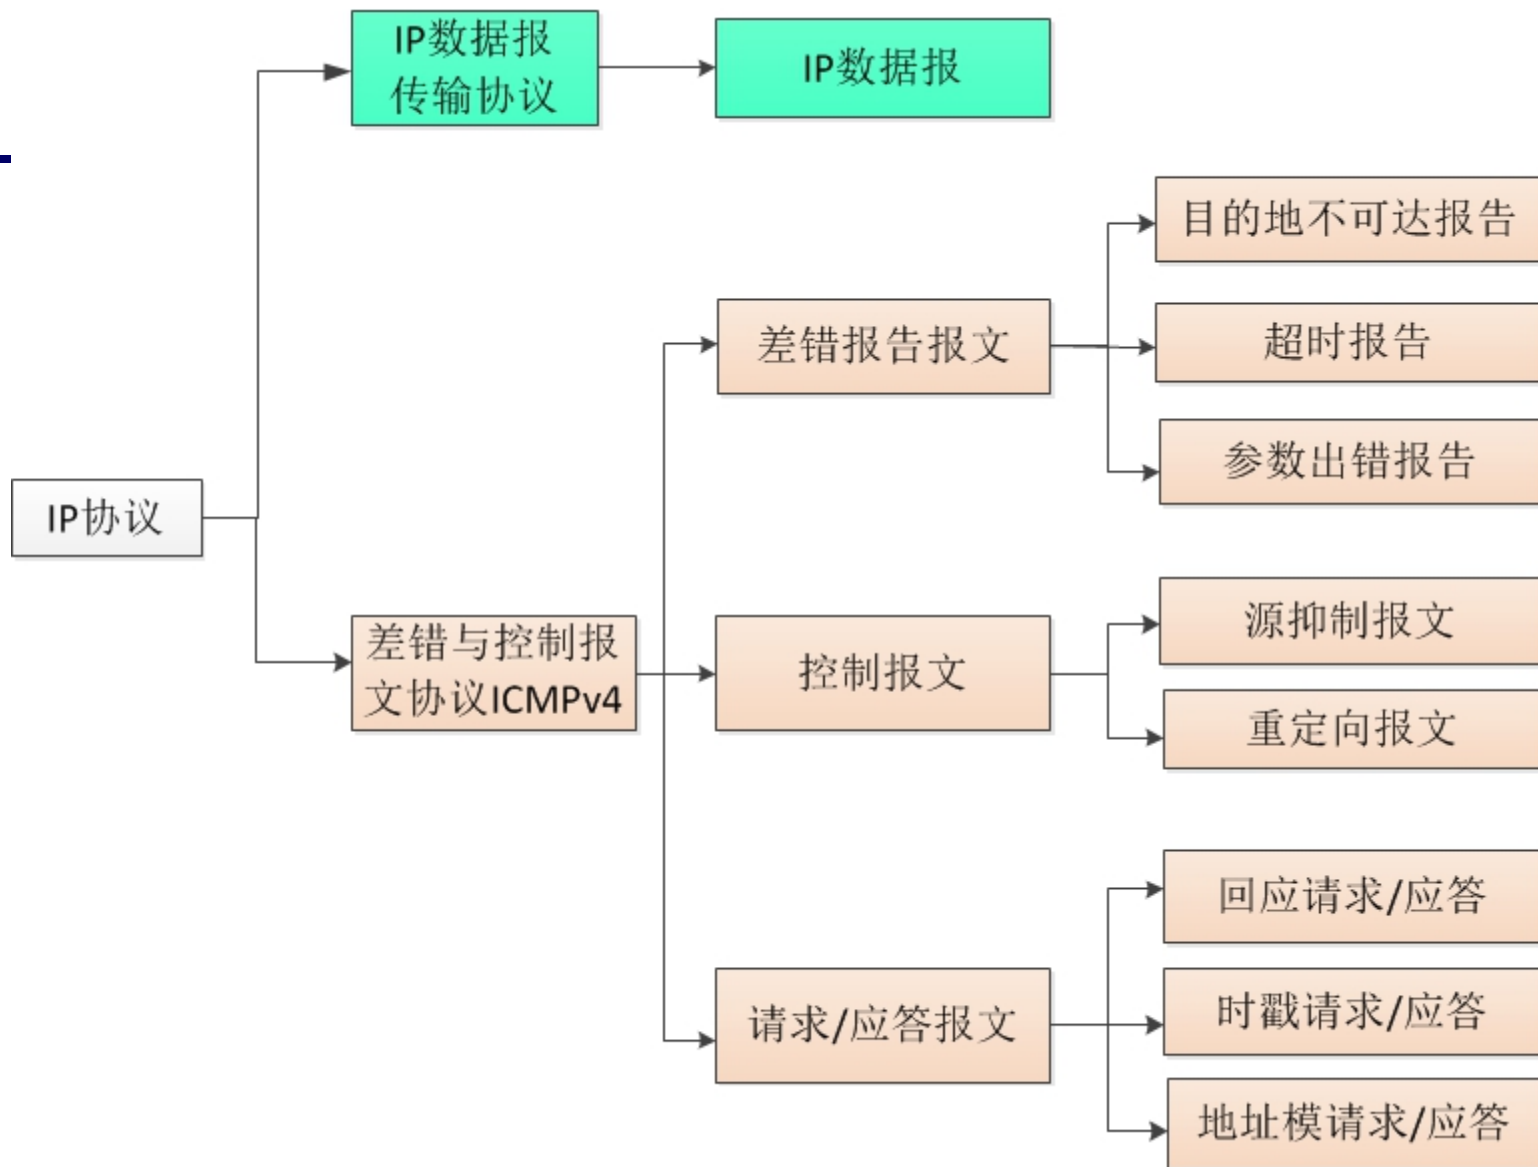 IP数据报
传输协议
IP数据报
目的地不可达报告
差错报告报文
超时报告
参数出错报告
IP协议
差错与控制报
文协议ICMPv4
控制报文
源抑制报文
重定向报文
回应请求/应答
请求/应答报文
时戳请求/应答
地址模请求/应答